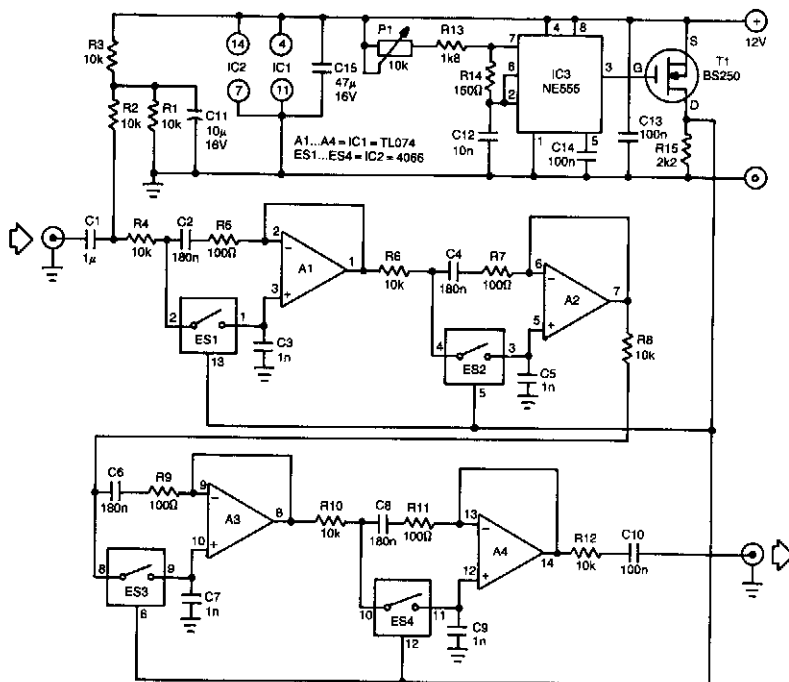 R3
10k
14
4
IC2
IC1
7
11
C15
47µ
16V
P1
10k
R13
1k8
R14
150Ω
C12
10n
7
6
2
4
8
IC3
NE555
3
1
5
C14
100n
G
S
D
T1
BS250
C13
100n
R15
2k2
+
12V
R2
10k
R1
10k
C11
10µ
16V
A1...A4 = IC1 = TL074
ES1...ES4 = IC2 = 4066
C1
1µ
R4
10k
C2
180n
R5
100Ω
2
−
A1
1
3
+
2
1
ES1
13
C3
1n
R6
10k
C4
180n
R7
100Ω
6
−
A2
7
5
+
4
3
ES2
5
C5
1n
R8
10k
C6
180n
R9
100Ω
9
−
A3
8
10
+
8
9
ES3
6
C7
1n
R10
10k
C8
180n
R11
100Ω
13
−
A4
14
12
+
10
11
ES4
12
C9
1n
R12
10k
C10
100n